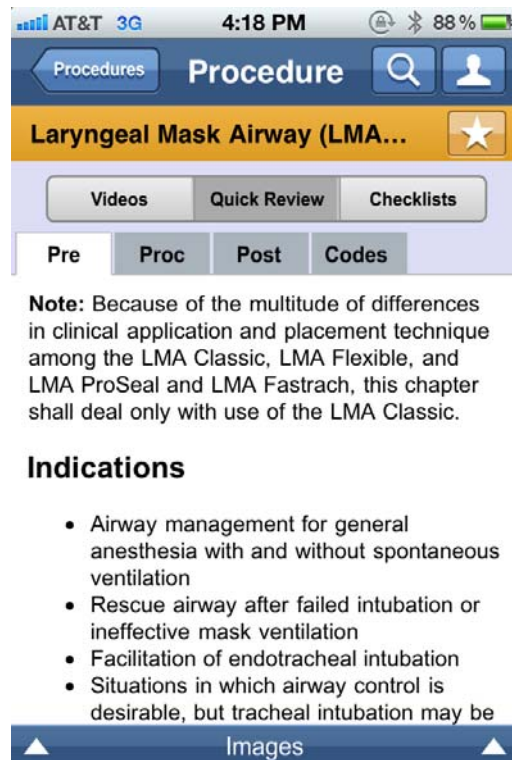 AT&T 3G 4:18 PM 88%
Procedures Procedure
Laryngeal Mask Airway (LMA...
Videos Quick Review Checklists
Pre Proc Post Codes
Note: Because of the multitude of differences
in clinical application and placement technique
among the LMA Classic, LMA Flexible, and
LMA ProSeal and LMA Fastrach, this chapter
shall deal only with use of the LMA Classic.
Indications
• Airway management for general
anesthesia with and without spontaneous
ventilation
• Rescue airway after failed intubation or
ineffective mask ventilation
• Facilitation of endotracheal intubation
• Situations in which airway control is
desirable, but tracheal intubation may be
Images